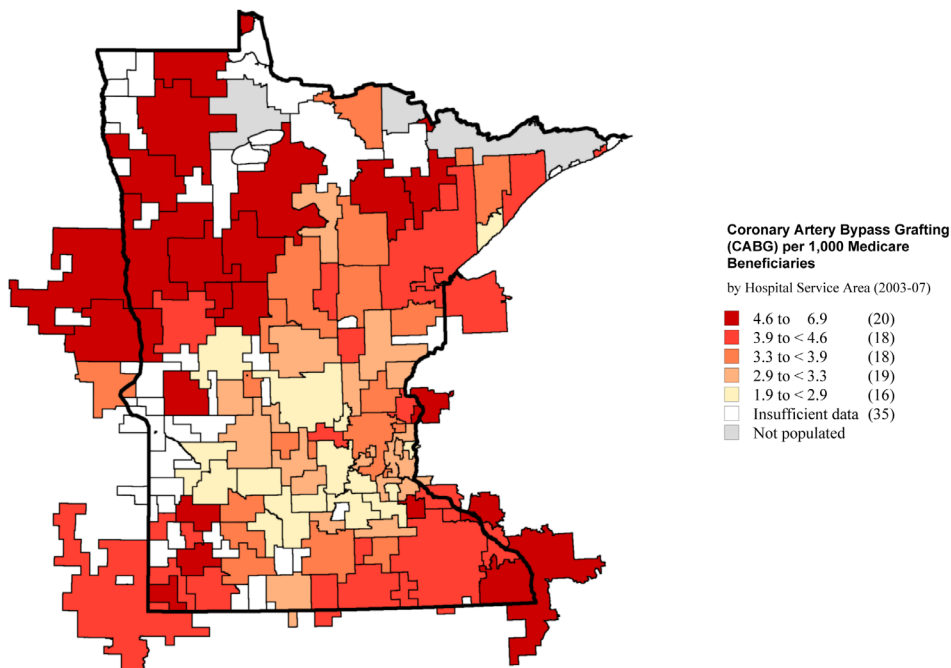 Coronary Artery Bypass Grafting
(CABG) per 1,000 Medicare
Beneficiaries
by Hospital Service Area (2003-07)
4.6 to 6.9 (20)
3.9 to < 4.6 (18)
3.3 to < 3.9 (18)
2.9 to < 3.3 (19)
1.9 to < 2.9 (16)
Insufficient data (35)
Not populated